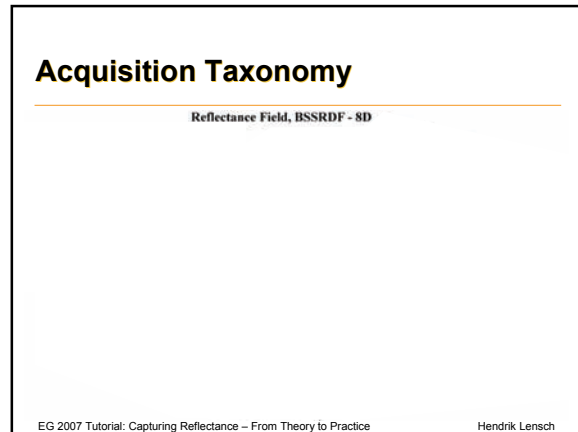 Acquisition Taxonomy
Reflectance Field, BSSRDF - 8D
EG 2007 Tutorial: Capturing Reflectance – From Theory to Practice Hendrik Lensch